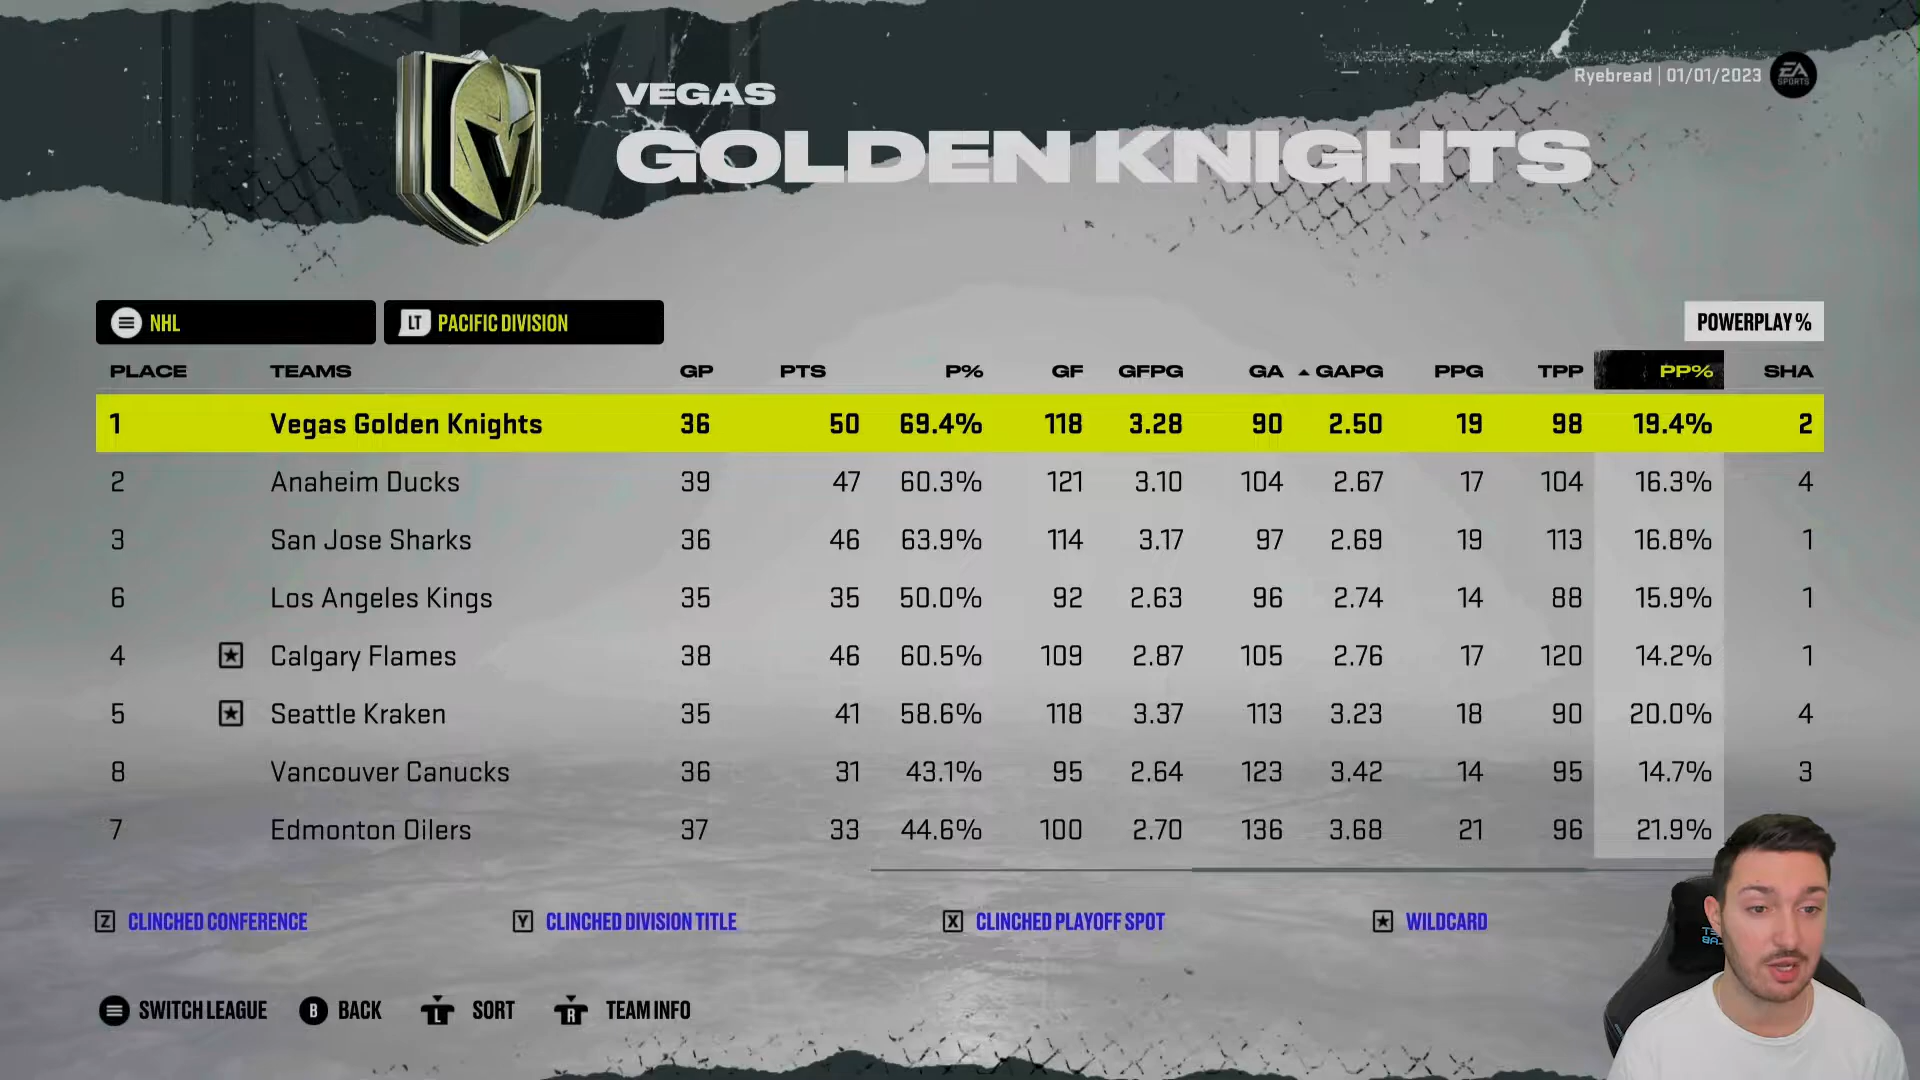 VEGAS
GOLDEN KNIGHTS
Ryebread | 01/01/2023
EA SPORTS
NHL
LT PACIFIC DIVISION
POWERPLAY %
PLACE TEAMS GP PTS P% GF GFPG GA GAPG PPG TPP PP% SHA
1 Vegas Golden Knights 36 50 69.4% 118 3.28 90 2.50 19 98 19.4% 2
2 Anaheim Ducks 39 47 60.3% 121 3.10 104 2.67 17 104 16.3% 4
3 San Jose Sharks 36 46 63.9% 114 3.17 97 2.69 19 113 16.8% 1
6 Los Angeles Kings 35 35 50.0% 92 2.63 96 2.74 14 88 15.9% 1
4 Calgary Flames 38 46 60.5% 109 2.87 105 2.76 17 120 14.2% 1
5 Seattle Kraken 35 41 58.6% 118 3.37 113 3.23 18 90 20.0% 4
8 Vancouver Canucks 36 31 43.1% 95 2.64 123 3.42 14 95 14.7% 3
7 Edmonton Oilers 37 33 44.6% 100 2.70 136 3.68 21 96 21.9%
Z CLINCHED CONFERENCE Y CLINCHED DIVISION TITLE X CLINCHED PLAYOFF SPOT WILDCARD
SWITCH LEAGUE B BACK L SORT R TEAM INFO